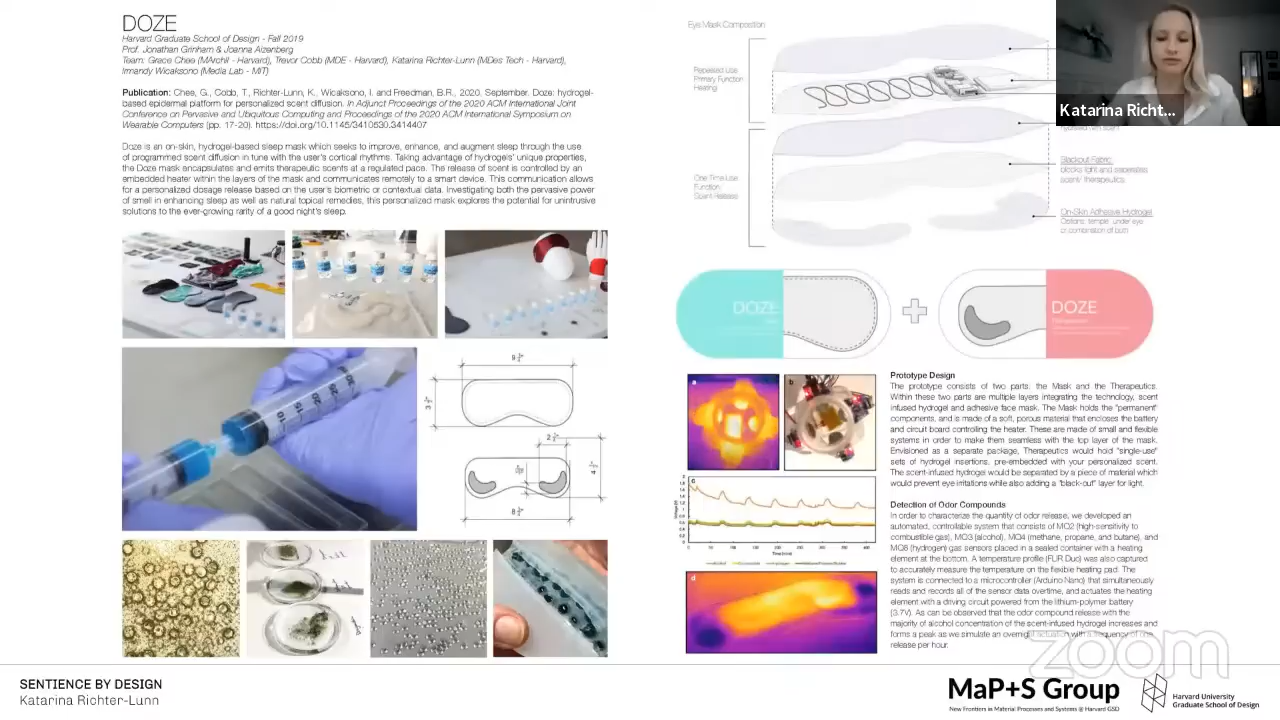 DOZE
Harvard Graduate School of Design - Fall 2019
Prof. Jonathan Grinham & Joanna Aizenberg
Team: Grace Chee (MArchII - Harvard), Trevor Cobb (MDE - Harvard), Katarina Richter-Lunn (MDes Tech - Harvard),
Irmandy Wicaksono (Media Lab - MIT)
Publication: Chee, G., Cobb, T., Richter-Lunn, K., Wicaksono, I. and Freedman, B.R., 2020, September. Doze: hydrogel-
based epidermal platform for personalized scent diffusion. In Adjunct Proceedings of the 2020 ACM International Joint
Conference on Pervasive and Ubiquitous Computing and Proceedings of the 2020 ACM International Symposium on
Wearable Computers (pp. 17-20). https://doi.org/10.1145/3410530.3414407
Doze is an on-skin, hydrogel-based sleep mask which seeks to improve, enhance, and augment sleep through the use
of programmed scent diffusion in tune with the user's cortical rhythms. Taking advantage of hydrogels' unique properties,
the Doze mask encapsulates and emits therapeutic scents at a regulated pace. The release of scent is controlled by an
embedded heater within the layers of the mask and communicates remotely to a smart device. This communication allows
for a personalized dosage release based on the user's biometric or contextual data. Investigating both the pervasive power
of smell in enhancing sleep as well as natural topical remedies, this personalized mask explores the potential for unintrusive
solutions to the ever-growing rarity of a good night's sleep.
Eye Mask Composition
Repeated Use
Primary Function:
Heating
One Time Use
Function:
Scent Release
Blackout Fabric:
blocks light and seperates
scent/ therapeutics
On-Skin Adhesive Hydrogel
Options: temple, under eye
or combination of both
Katarina Richt...
DOZE
DOZE
a
b
c
d
Time (min)
Prototype Design
The prototype consists of two parts, the Mask and the Therapeutics.
Within these two parts are multiple layers integrating the technology, scent
infused hydrogel and adhesive face mask. The Mask holds the "permanent"
components, and is made of a soft, porous material that encloses the battery
and circuit board controlling the heater. These are made of small and flexible
systems in order to make them seamless with the top layer of the mask.
Envisioned as a separate package, Therapeutics would hold "single-use"
sets of hydrogel insertions, pre-embedded with your personalized scent.
The scent-infused hydrogel would be separated by a piece of material which
would prevent eye irritations while also adding a "black-out" layer for light.
Detection of Odor Compounds
In order to characterize the quantity of odor release, we developed an
automated, controllable system that consists of MQ2 (high-sensitivity to
combustible gas), MQ3 (alcohol), MQ4 (methane, propane, and butane), and
MQ8 (hydrogen) gas sensors placed in a sealed container with a heating
element at the bottom. A temperature profile (FLIR Duo) was also captured
to accurately measure the temperature on the flexible heating pad. The
system is connected to a microcontroller (Arduino Nano) that simultaneously
reads and records all of the sensor data overtime, and actuates the heating
element with a driving circuit powered from the lithium-polymer battery
(3.7V). As can be observed that the odor compound release with the
majority of alcohol concentration of the scent-infused hydrogel increases and
forms a peak as we simulate an overnight actuation with a frequency of one
release per hour.
zoom
SENTIENCE BY DESIGN
Katarina Richter-Lunn
MaP+S Group
New Frontiers in Material Processes and Systems @ Harvard GSD
Harvard University
Graduate School of Design